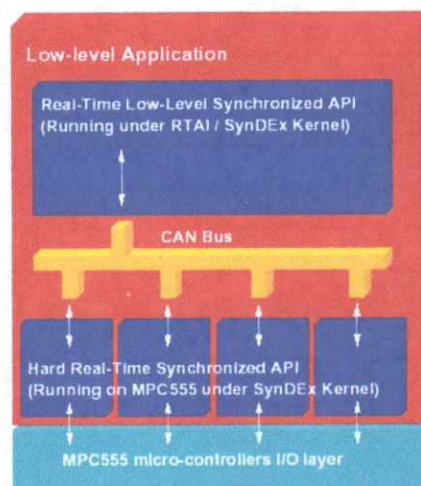 Low-level Application
Real-Time Low-Level Synchronized API
(Running under RTAI / SynDEx Kernel)
CAN Bus
Hard Real-Time Synchronized API
(Running on MPC555 under SynDEx Kernel)
MPC555 micro-controllers I/O layer